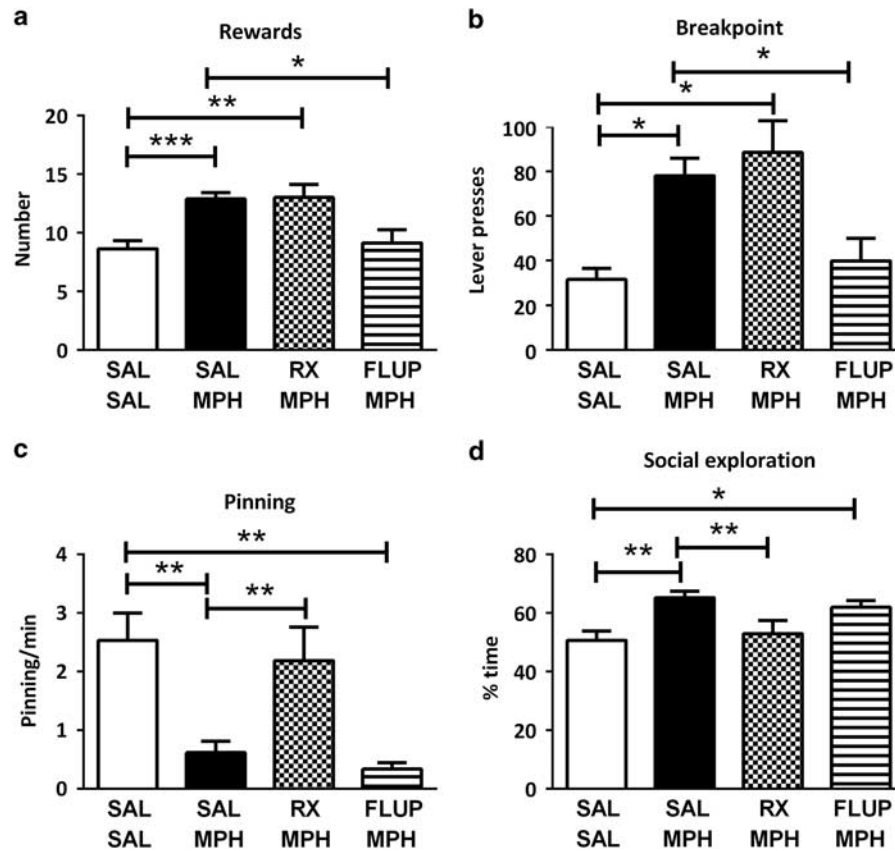 a
Rewards
*
**
***
20
15
10
5
0
Number
SAL SAL RX FLUP
SAL MPH MPH MPH
b
Breakpoint
*
*
*
100
80
60
40
20
0
Lever presses
SAL SAL RX FLUP
SAL MPH MPH MPH
c
Pinning
**
**
**
4
3
2
1
0
Pinning/min
SAL SAL RX FLUP
SAL MPH MPH MPH
d
Social exploration
*
**
**
80
60
40
20
0
% time
SAL SAL RX FLUP
SAL MPH MPH MPH